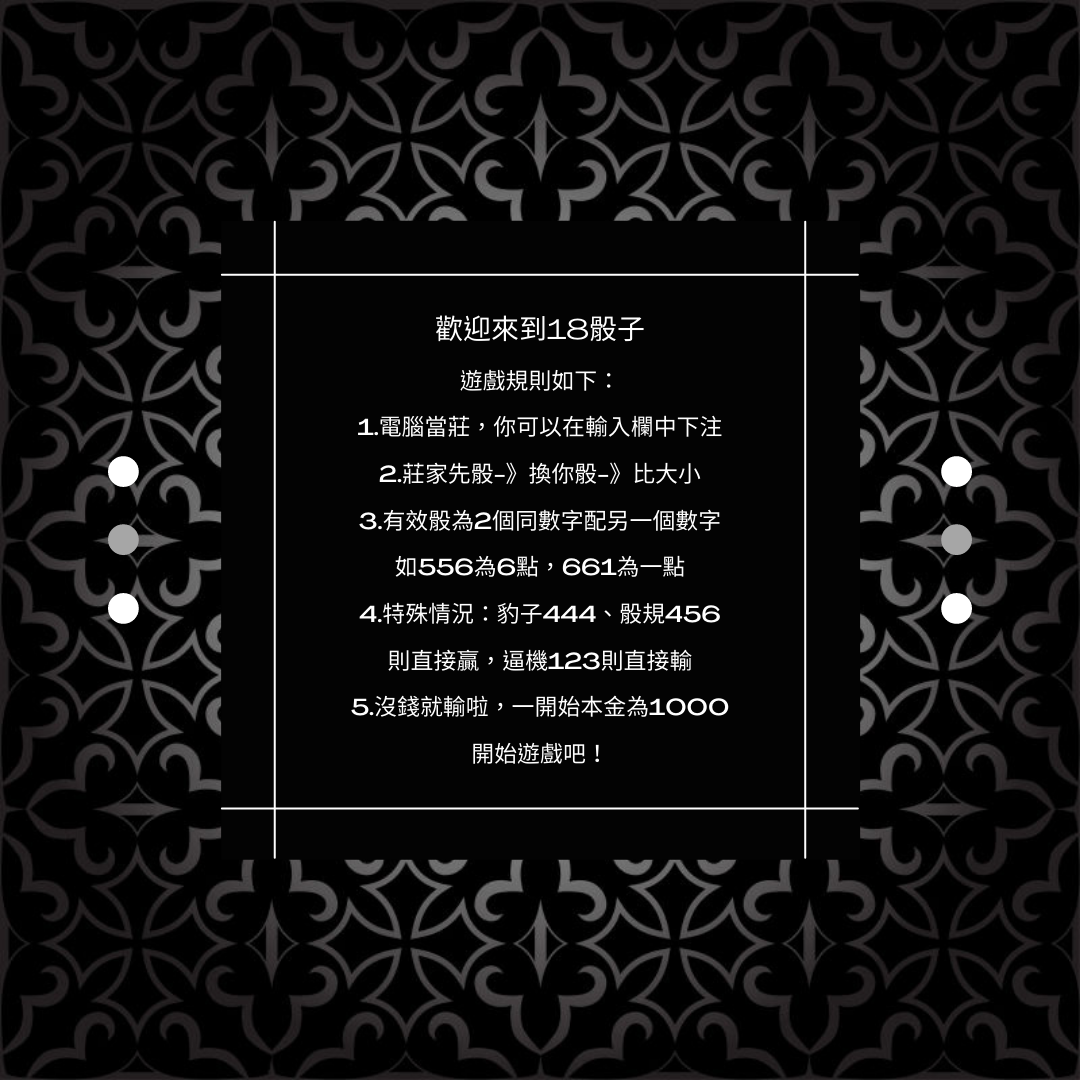 歡迎來到18骰子
遊戲規則如下：
1.電腦當莊，你可以在輸入欄中下注
2.莊家先骰-》換你骰-》比大小
3.有效骰為2個同數字配另一個數字
如556為6點，661為一點
4.特殊情況：豹子444、骰規456
則直接贏，逼機123則直接輸
5.沒錢就輸啦，一開始本金為1000
開始遊戲吧！